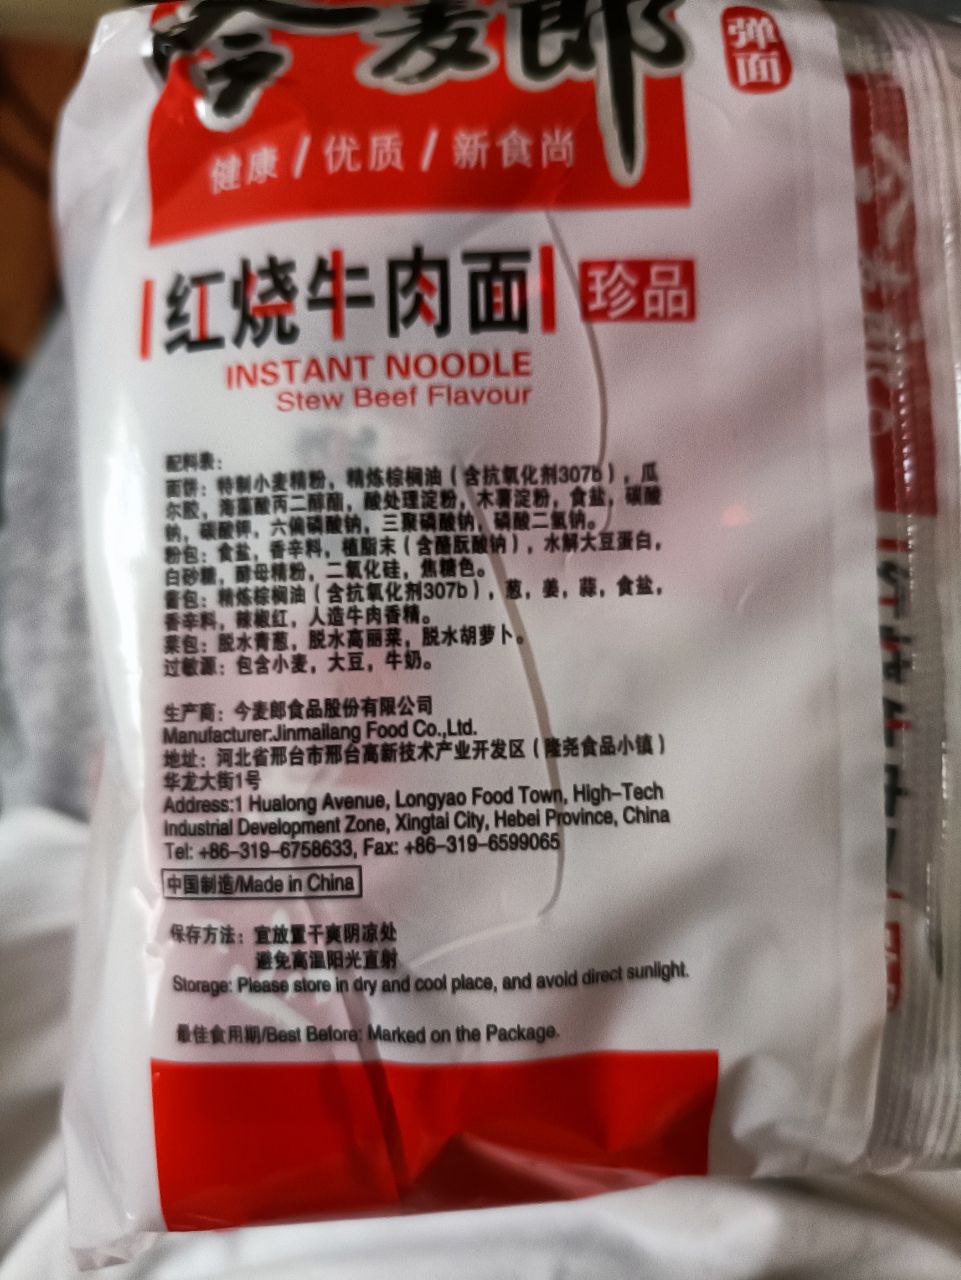 今麦郎
弹面
健康 / 优质 / 新食尚
红烧牛肉面
珍品
INSTANT NOODLE
Stew Beef Flavour
配料表：
面饼：特制小麦精粉，精炼棕榈油（含抗氧化剂307b），瓜
尔胶，海藻酸丙二醇酯，酸处理淀粉，木薯淀粉，食盐，碳酸
钠，碳酸钾，六偏磷酸钠，三聚磷酸钠，磷酸二氢钠。
粉包：食盐，香辛料，植脂末（含酪朊酸钠），水解大豆蛋白，
白砂糖，酵母精粉，二氧化硅，焦糖色。
酱包：精炼棕榈油（含抗氧化剂307b），葱，姜，蒜，食盐，
香辛料，辣椒红，人造牛肉香精。
菜包：脱水青葱，脱水高丽菜，脱水胡萝卜。
过敏源：包含小麦，大豆，牛奶。
生产商：今麦郎食品股份有限公司
Manufacturer:Jinmailang Food Co.,Ltd.
地址：河北省邢台市邢台高新技术产业开发区（隆尧食品小镇）
华龙大街1号
Address:1 Hualong Avenue, Longyao Food Town, High-Tech
Industrial Development Zone, Xingtai City, Hebei Province, China
Tel: +86-319-6758633, Fax: +86-319-6599065
中国制造/Made in China
保存方法：宜放置干爽阴凉处
避免高温阳光直射
Storage: Please store in dry and cool place, and avoid direct sunlight.
最佳食用期/Best Before: Marked on the Package.